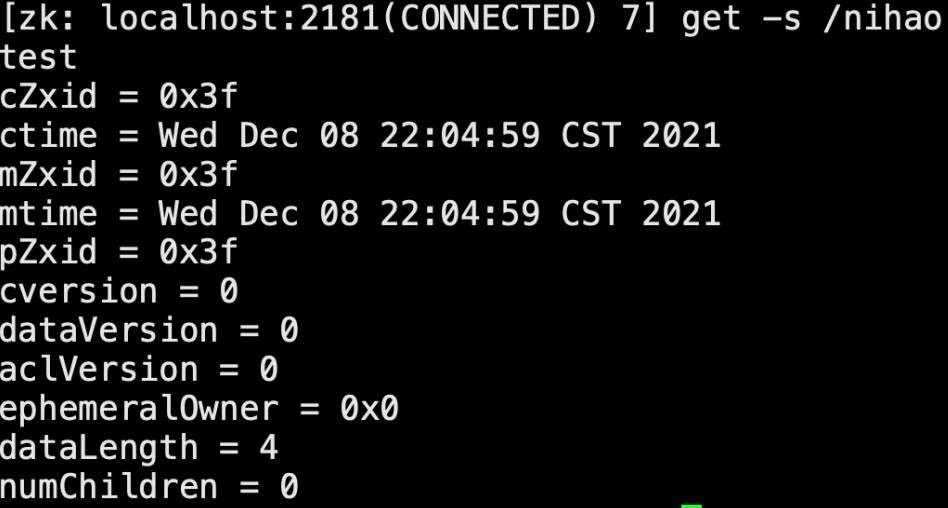 [zk: localhost:2181(CONNECTED) 7] get -s /nihao
test
cZxid = 0x3f
ctime = Wed Dec 08 22:04:59 CST 2021
mZxid = 0x3f
mtime = Wed Dec 08 22:04:59 CST 2021
pZxid = 0x3f
cversion = 0
dataVersion = 0
aclVersion = 0
ephemeralOwner = 0x0
dataLength = 4
numChildren = 0